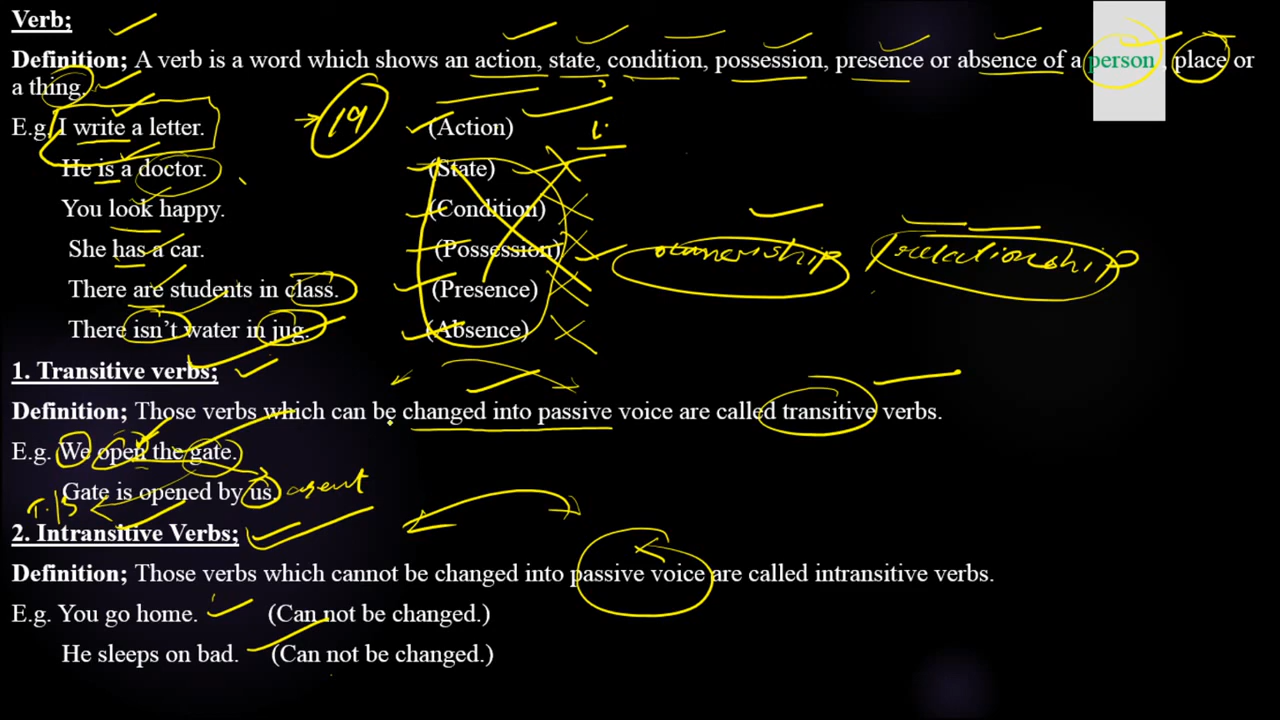 Verb;
Definition; A verb is a word which shows an action, state, condition, possession, presence or absence of a person , place or
a thing.
E.g. I write a letter. 19 (Action)
He is a doctor. (State)
You look happy. (Condition)
She has a car. (Possession) ownership relationship
There are students in class. (Presence)
There isn't water in jug. (Absence)
1. Transitive verbs;
Definition; Those verbs which can be changed into passive voice are called transitive verbs.
E.g. We open the gate.
Gate is opened by us. agent
2. Intransitive Verbs;
Definition; Those verbs which cannot be changed into passive voice are called intransitive verbs.
E.g. You go home. (Can not be changed.)
He sleeps on bad. (Can not be changed.)